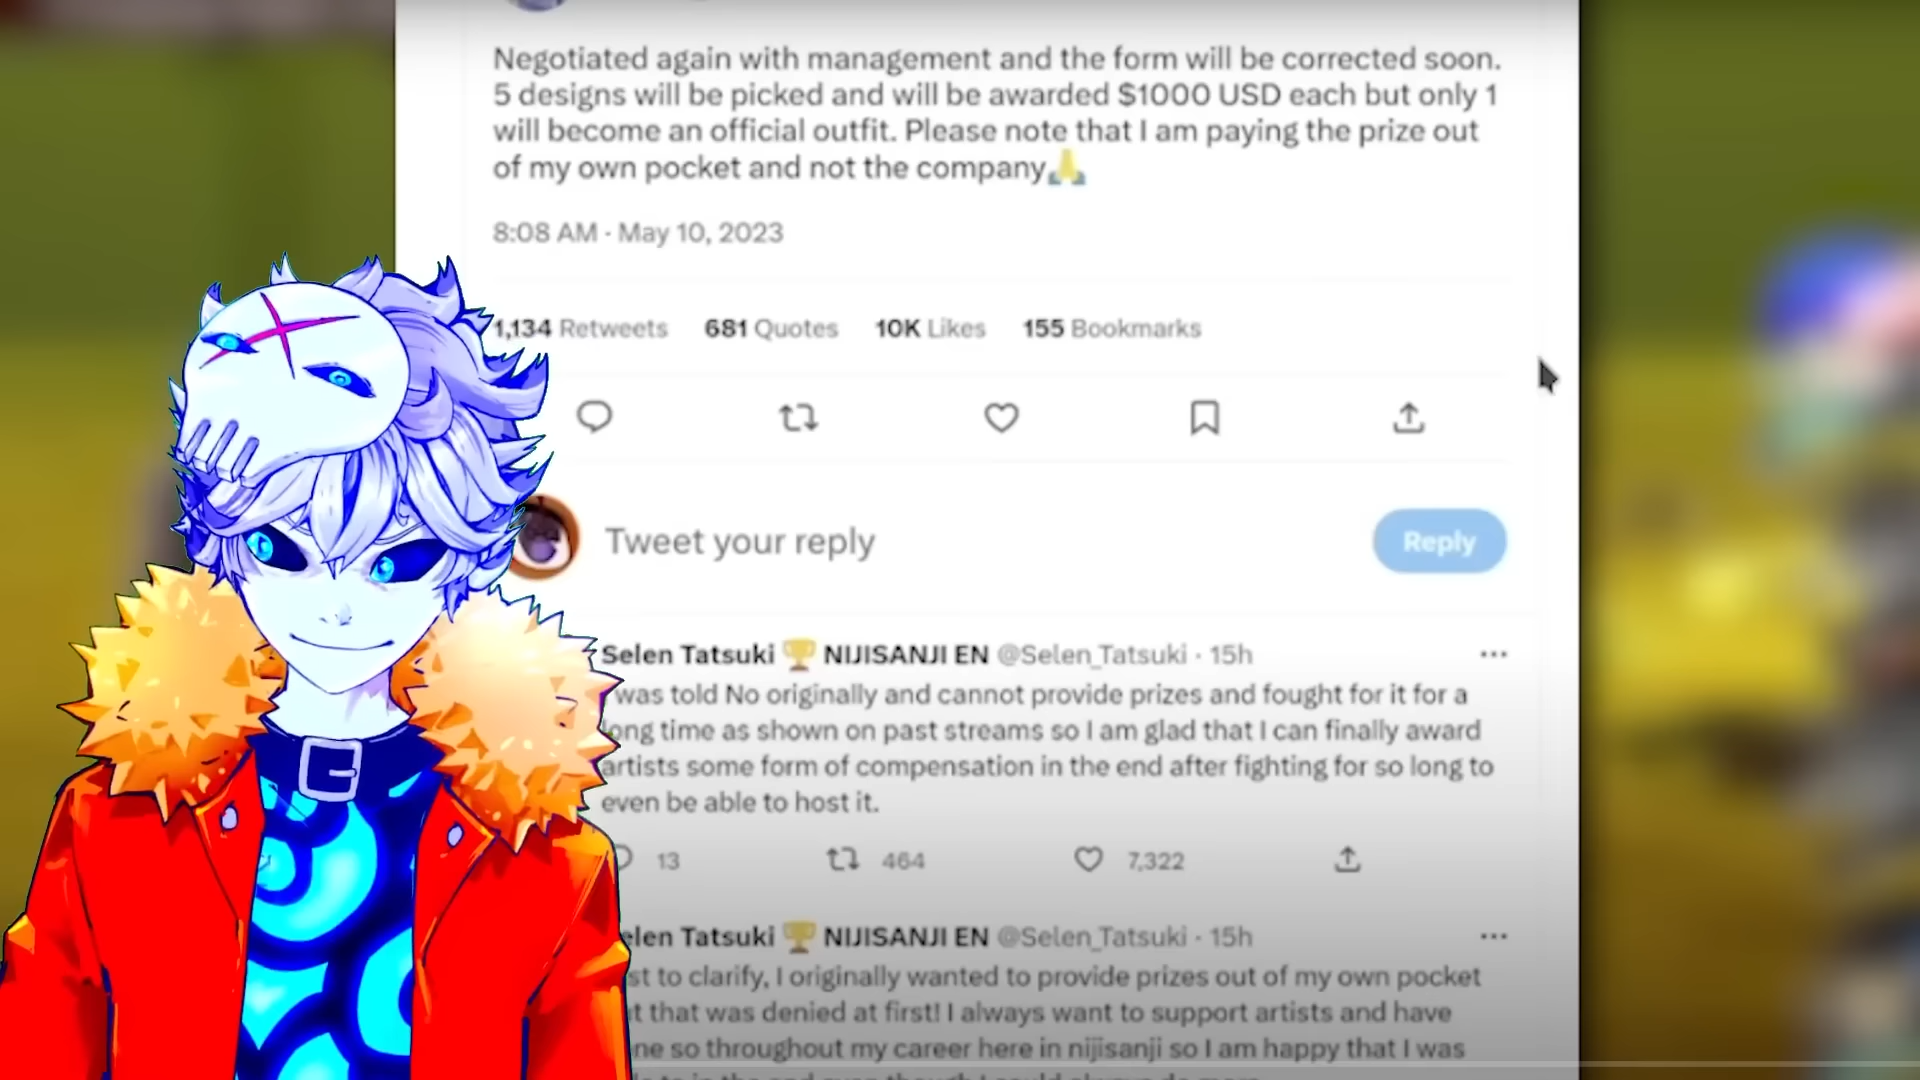 Negotiated again with management and the form will be corrected soon.
5 designs will be picked and will be awarded $1000 USD each but only 1
will become an official outfit. Please note that I am paying the prize out
of my own pocket and not the company🙏
8:08 AM · May 10, 2023
1,134 Retweets 681 Quotes 10K Likes 155 Bookmarks
Tweet your reply
Reply
Selen Tatsuki 🏆 NIJISANJI EN @Selen_Tatsuki · 15h
was told No originally and cannot provide prizes and fought for it for a
ong time as shown on past streams so I am glad that I can finally award
artists some form of compensation in the end after fighting for so long to
even be able to host it.
13 464 7,322
elen Tatsuki 🏆 NIJISANJI EN @Selen_Tatsuki · 15h
st to clarify, I originally wanted to provide prizes out of my own pocket
t that was denied at first! I always want to support artists and have
ne so throughout my career here in nijisanji so I am happy that I was